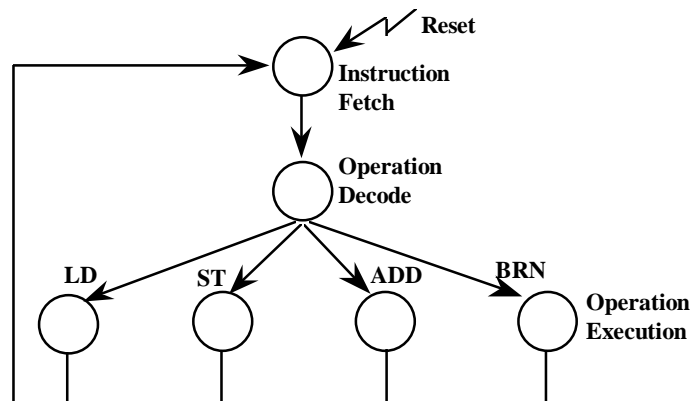 Reset
Instruction
Fetch
Operation
Decode
LD
ST
ADD
BRN
Operation
Execution